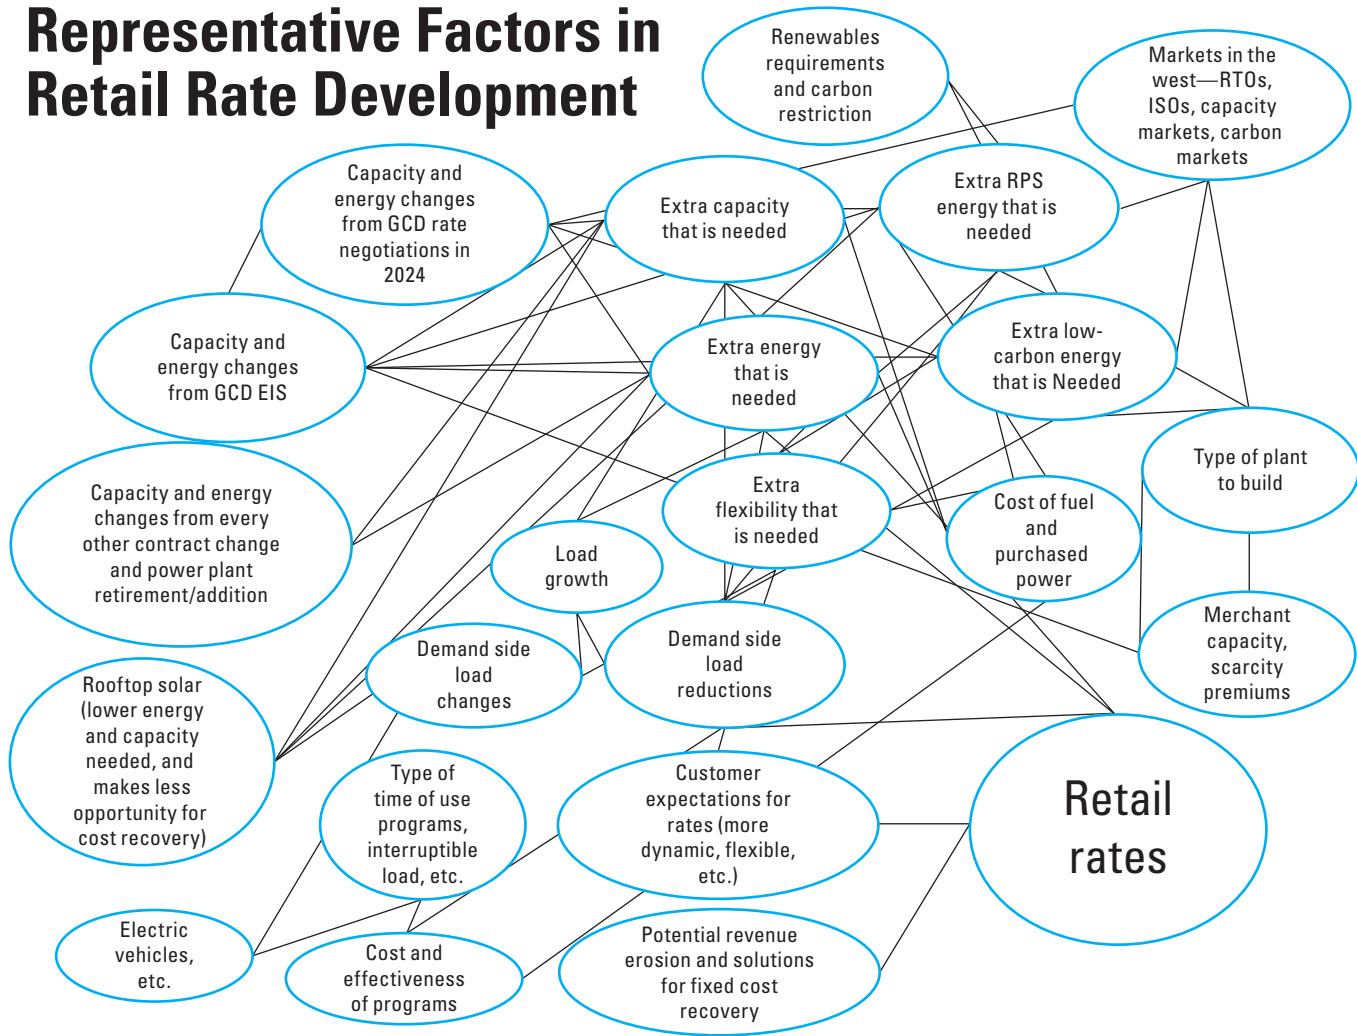 Representative Factors in
Retail Rate Development
Renewables
requirements
and carbon
restriction
Markets in the
west—RTOs,
ISOs, capacity
markets, carbon
markets
Capacity and
energy changes
from GCD rate
negotiations in
2024
Extra capacity
that is needed
Extra RPS
energy that is
needed
Capacity and
energy changes
from GCD EIS
Extra energy
that is
needed
Extra low-
carbon energy
that is Needed
Capacity and energy
changes from every
other contract change
and power plant
retirement/addition
Extra
flexibility that
is needed
Type of plant
to build
Cost of fuel
and
purchased
power
Load
growth
Demand side
load
changes
Demand side
load
reductions
Merchant
capacity,
scarcity
premiums
Rooftop solar
(lower energy
and capacity
needed, and
makes less
opportunity for
cost recovery)
Type of
time of use
programs,
interruptible
load, etc.
Customer
expectations for
rates (more
dynamic, flexible,
etc.)
Retail
rates
Electric
vehicles,
etc.
Cost and
effectiveness
of programs
Potential revenue
erosion and solutions
for fixed cost
recovery